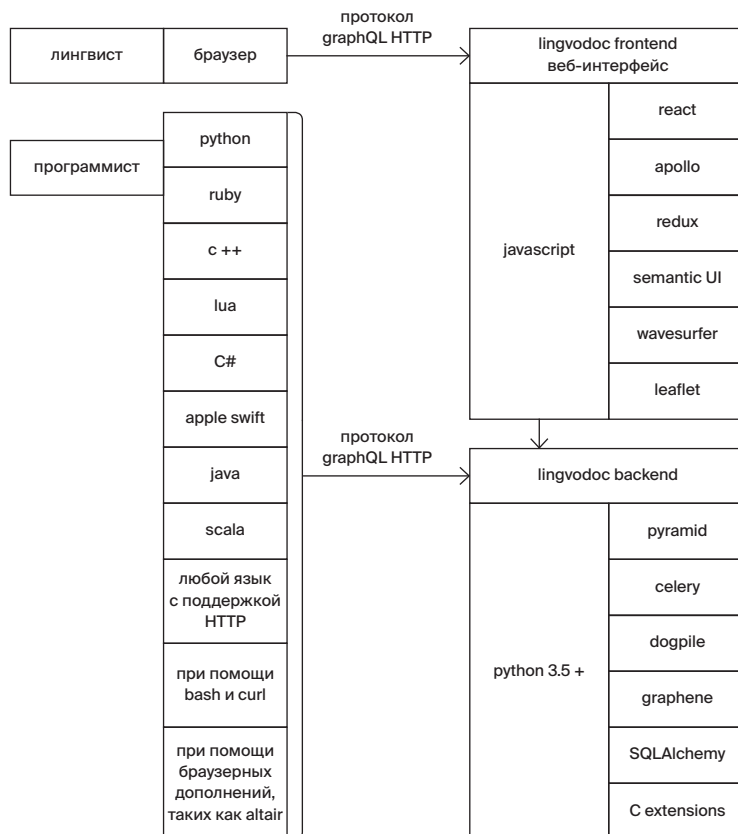 протокол
graphQL HTTP
лингвист
браузер
lingvodoc frontend
веб-интерфейс
программист
python
ruby
c ++
lua
C#
apple swift
java
scala
любой язык
с поддержкой
HTTP
при помощи
bash и curl
при помощи
браузерных
дополнений,
таких как altair
javascript
react
apollo
redux
semantic UI
wavesurfer
leaflet
протокол
graphQL HTTP
lingvodoc backend
python 3.5 +
pyramid
celery
dogpile
graphene
SQLAlchemy
C extensions